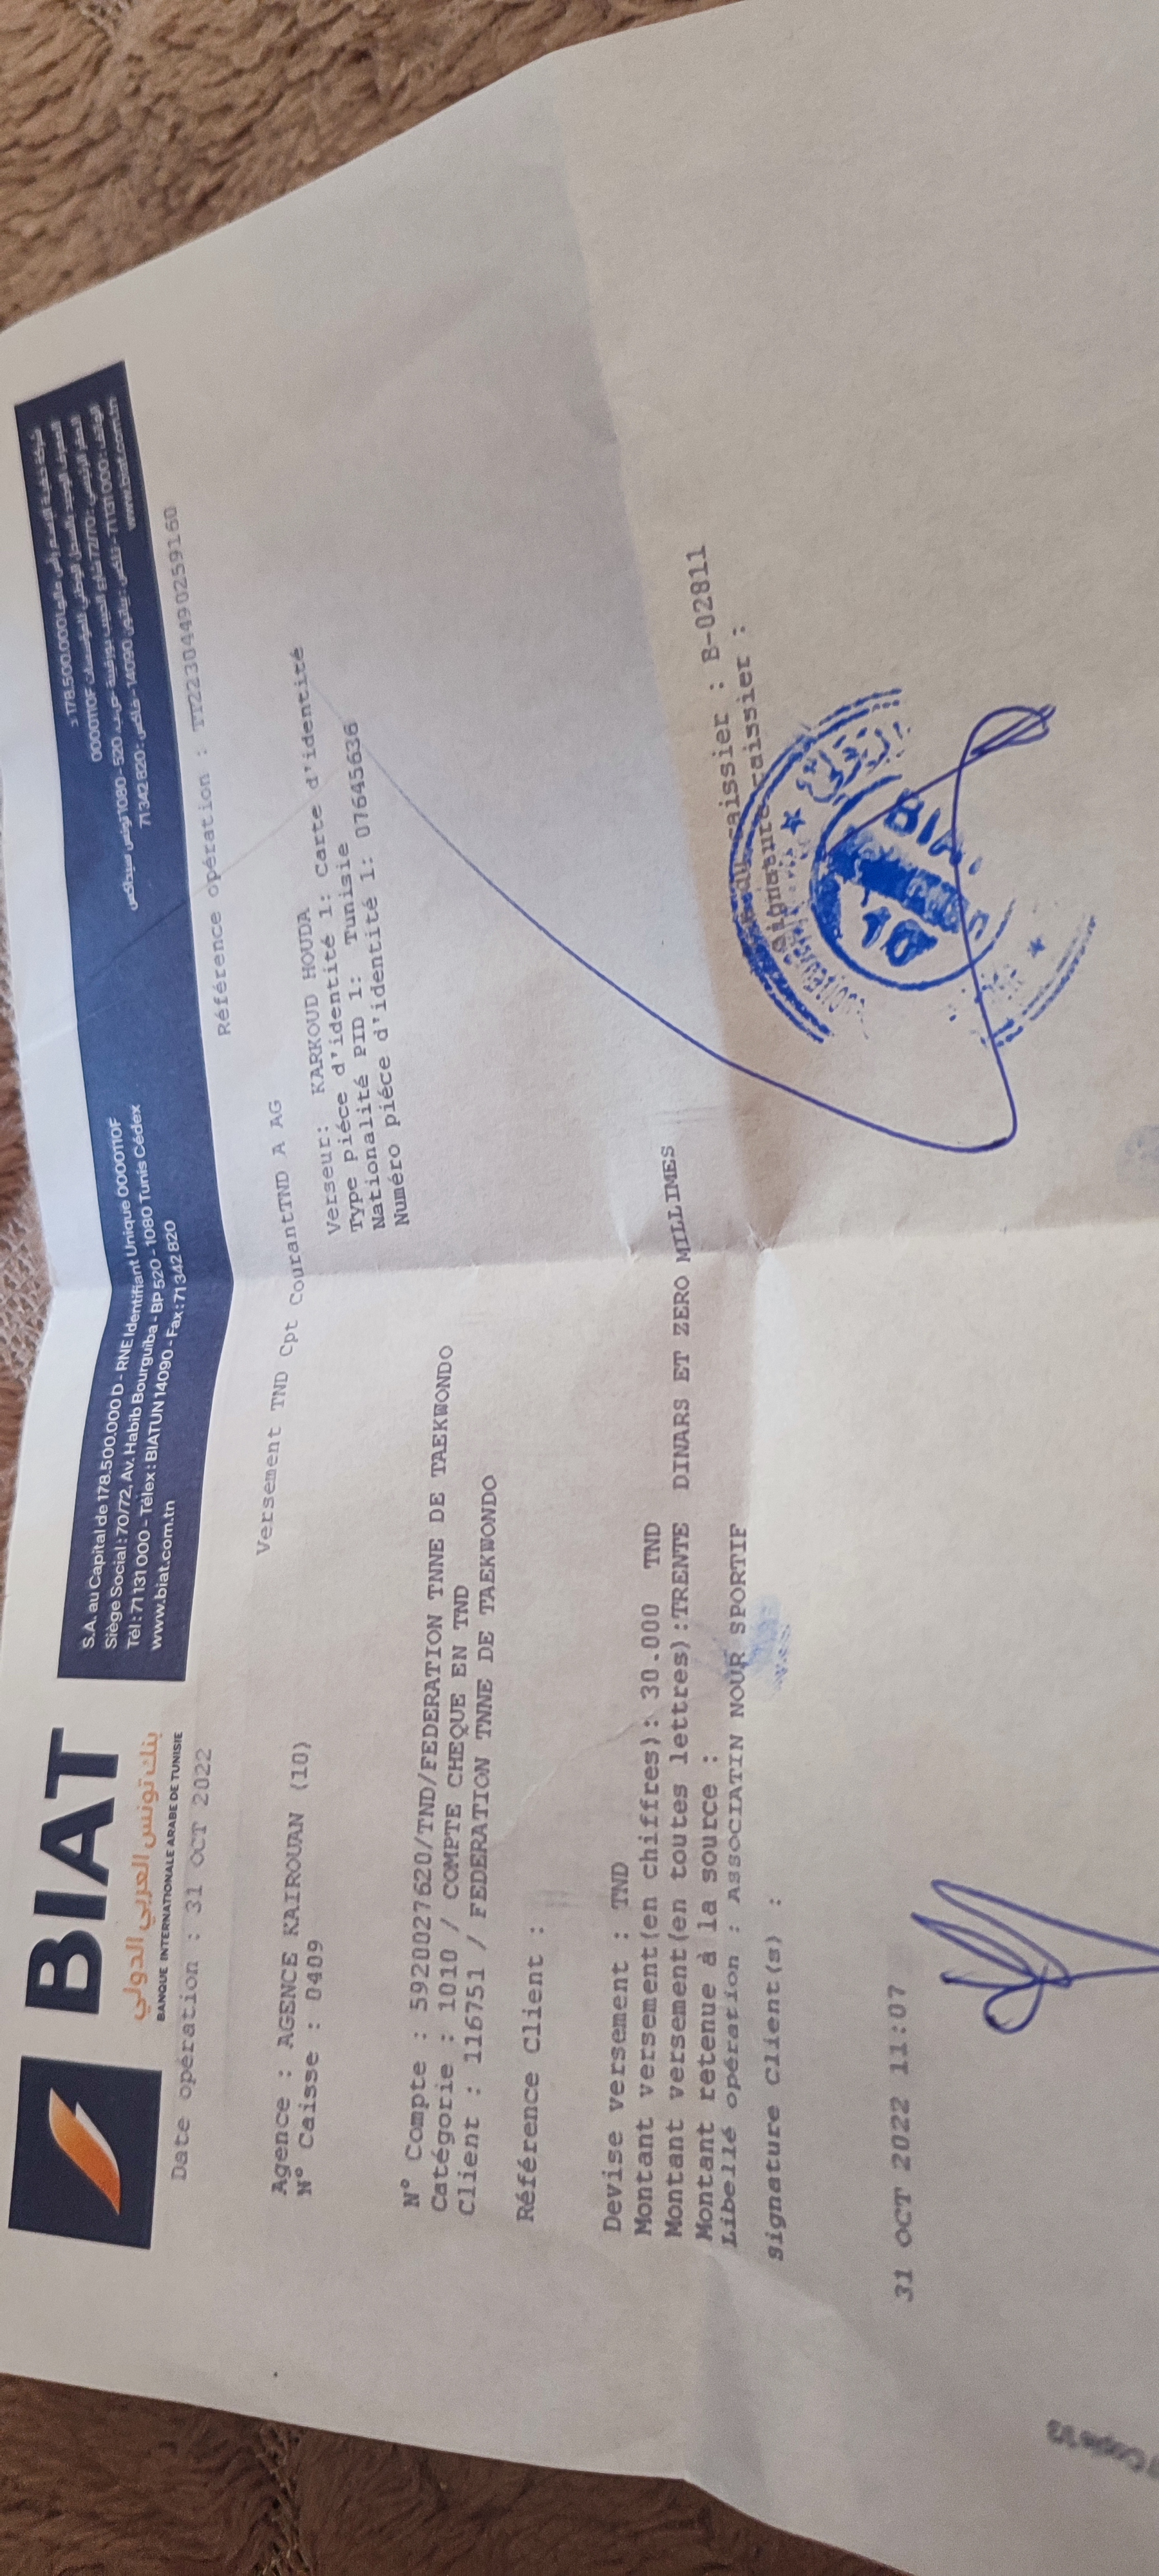 BIAT
بنك تونس العربي الدولي
BANQUE INTERNATIONALE ARABE DE TUNISIE
S.A. au Capital de 178.500.000 D - RNE Identifiant Unique 0000110F
Siège Social : 70/72, Av. Habib Bourguiba - BP 520 - 1080 Tunis Cédex
Tél : 71 131 000 - Télex : BIATUN 14090 - Fax : 71 342 820
www.biat.com.tn
www.biat.com.tn
Date opération : 31 OCT 2022
Référence opération : TT22304490259160
Versement TND Cpt CourantTND A AG
Agence : AGENCE KAIROUAN (10)
N° Caisse : 0409
Verseur: KARKOUD HOUDA
Type piéce d'identité 1: Carte d'identité
Nationalité PID 1: Tunisie
Numéro piéce d'identité 1: 07645636
N° Compte : 5920027620/TND/FEDERATION TNNE DE TAEKWONDO
Catégorie : 1010 / COMPTE CHEQUE EN TND
Client : 116751 / FEDERATION TNNE DE TAEKWONDO
Référence Client :
Devise versement : TND
Montant versement(en chiffres): 30.000 TND
Montant versement(en toutes lettres):TRENTE DINARS ET ZERO MILLIMES
Montant retenue à la source :
Libellé opération : ASSOCIATIN NOUR SPORTIF
Signature Client(s) :
caissier : B-02811
Signature caissier :
BIAT
10
31 OCT 2022 11:07